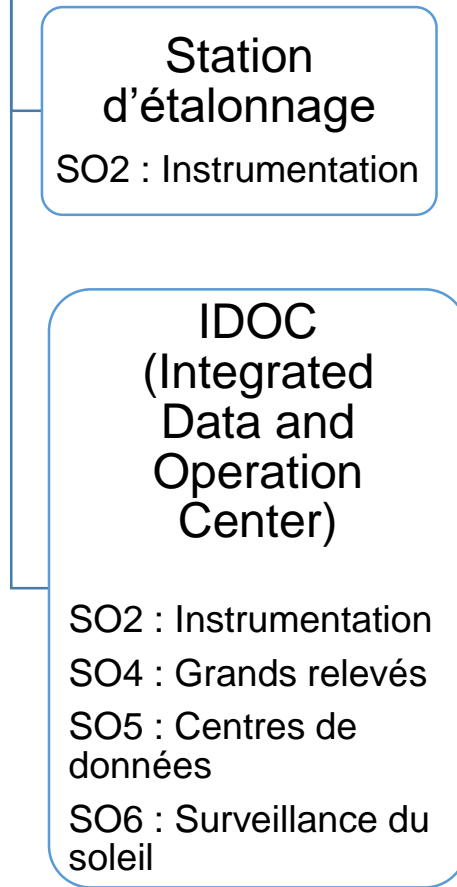 Station
d’étalonnage
SO2 : Instrumentation
IDOC
(Integrated
Data and
Operation
Center)
SO2 : Instrumentation
SO4 : Grands relevés
SO5 : Centres de
données
SO6 : Surveillance du
soleil